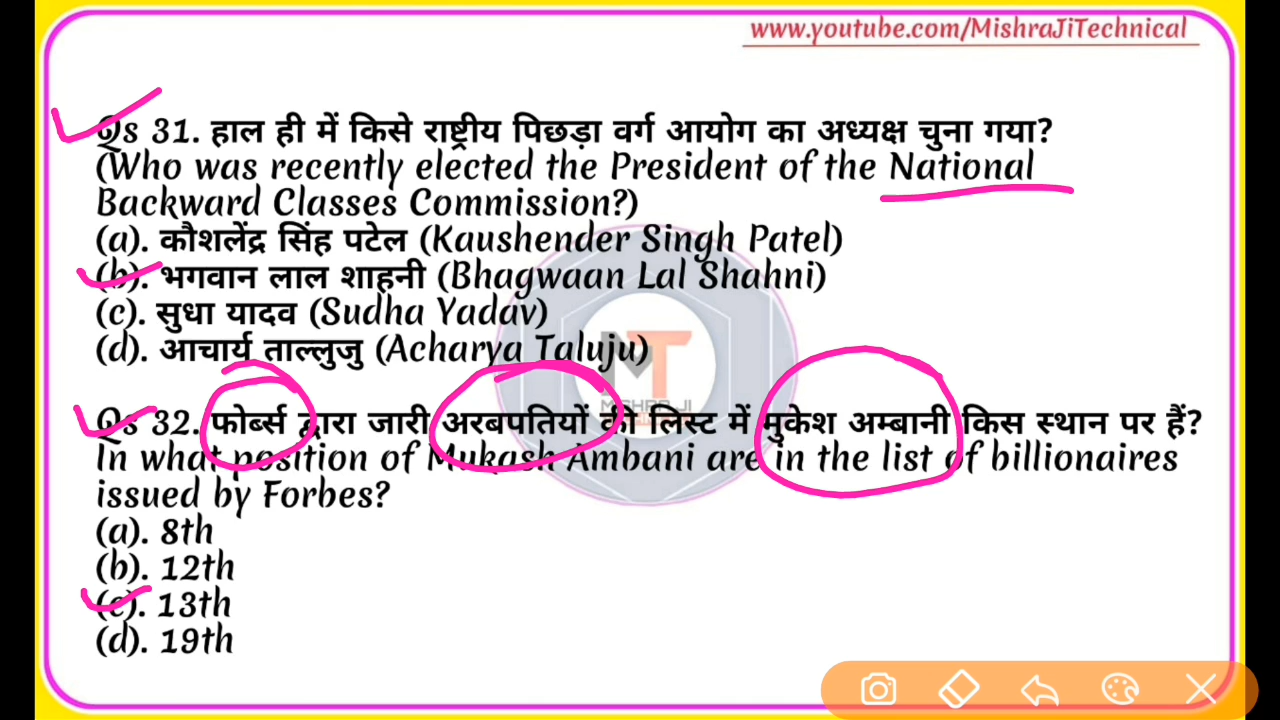 www.youtube.com/MishraJiTechnical
Qs 31. हाल ही में किसे राष्ट्रीय पिछड़ा वर्ग आयोग का अध्यक्ष चुना गया?
(Who was recently elected the President of the National
Backward Classes Commission?)
(a). कौशलेंद्र सिंह पटेल (Kaushender Singh Patel)
(b). भगवान लाल शाहनी (Bhagwaan Lal Shahni)
(c). सुधा यादव (Sudha Yadav)
(d). आचार्य ताल्लुजु (Acharya Taluju)
MISHRA JI
Qs 32. फोर्ब्स द्वारा जारी अरबपतियों की लिस्ट में मुकेश अम्बानी किस स्थान पर हैं?
In what position of Mukash Ambani are in the list of billionaires
issued by Forbes?
(a). 8th
(b). 12th
(c). 13th
(d). 19th